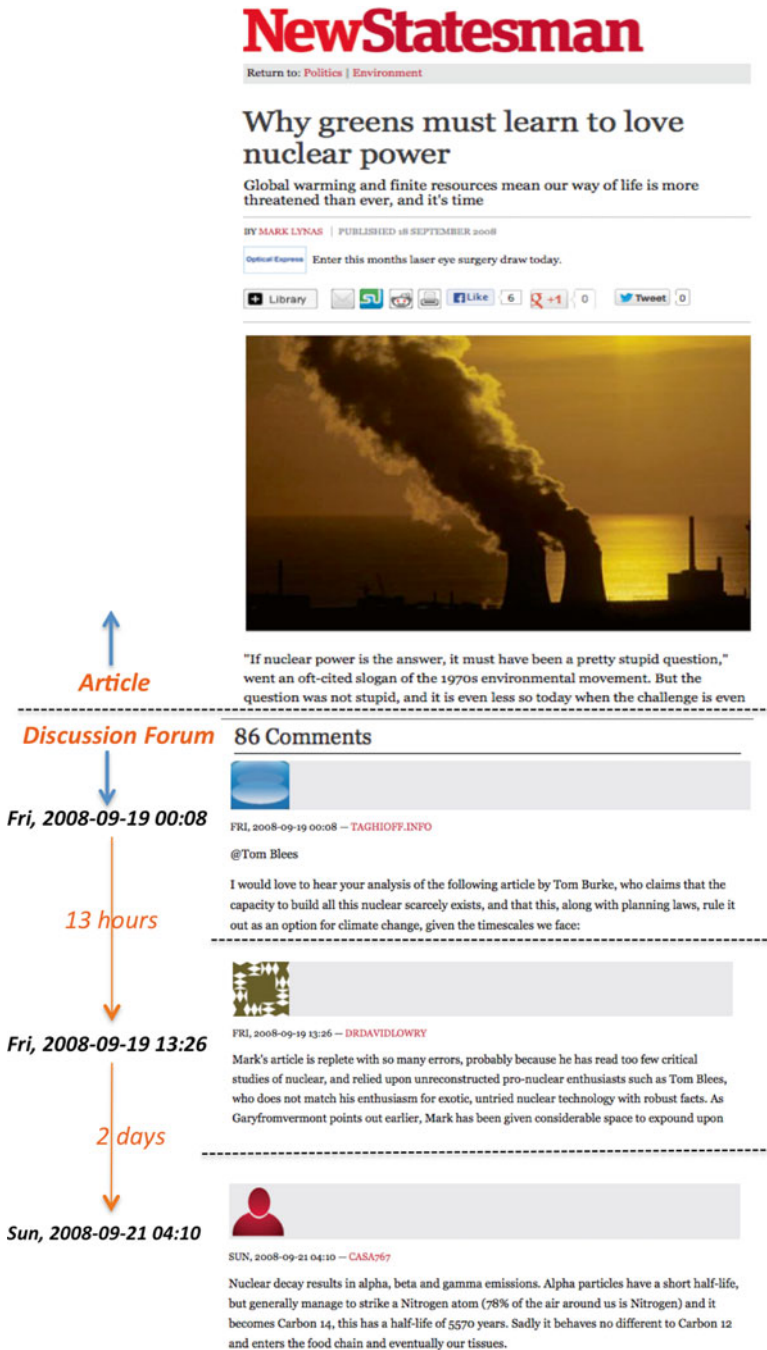 NewStatesman
Return to: Politics | Environment
Why greens must learn to love
nuclear power
Global warming and finite resources mean our way of life is more
threatened than ever, and it's time
BY MARK LYNAS | PUBLISHED 18 SEPTEMBER 2008
Optical Express Enter this months laser eye surgery draw today.
Library Like 6 +1 0 Tweet 0
"If nuclear power is the answer, it must have been a pretty stupid question,"
went an oft-cited slogan of the 1970s environmental movement. But the
question was not stupid, and it is even less so today when the challenge is even
Article
Discussion Forum
86 Comments
Fri, 2008-09-19 00:08
FRI, 2008-09-19 00:08 — TAGHIOFF.INFO
@Tom Blees
I would love to hear your analysis of the following article by Tom Burke, who claims that the
capacity to build all this nuclear scarcely exists, and that this, along with planning laws, rule it
out as an option for climate change, given the timescales we face:
13 hours
Fri, 2008-09-19 13:26
FRI, 2008-09-19 13:26 — DRDAVIDLOWRY
Mark's article is replete with so many errors, probably because he has read too few critical
studies of nuclear, and relied upon unreconstructed pro-nuclear enthusiasts such as Tom Blees,
who does not match his enthusiasm for exotic, untried nuclear technology with robust facts. As
Garyfromvermont points out earlier, Mark has been given considerable space to expound upon
2 days
Sun, 2008-09-21 04:10
SUN, 2008-09-21 04:10 — CASA767
Nuclear decay results in alpha, beta and gamma emissions. Alpha particles have a short half-life,
but generally manage to strike a Nitrogen atom (78% of the air around us is Nitrogen) and it
becomes Carbon 14, this has a half-life of 5570 years. Sadly it behaves no different to Carbon 12
and enters the food chain and eventually our tissues.